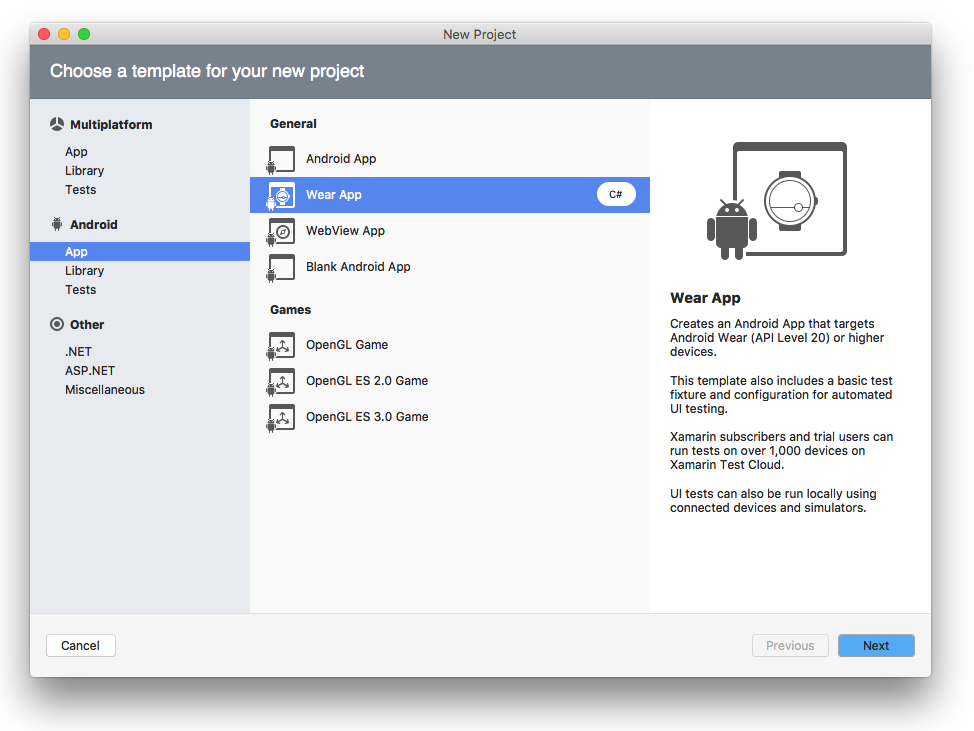 New Project
Choose a template for your new project
Multiplatform
App
Library
Tests
Android
App
Library
Tests
Other
.NET
ASP.NET
Miscellaneous
General
Android App
Wear App
C#
WebView App
Blank Android App
Games
OpenGL Game
OpenGL ES 2.0 Game
OpenGL ES 3.0 Game
Wear App
Creates an Android App that targets
Android Wear (API Level 20) or higher
devices.
This template also includes a basic test
fixture and configuration for automated
UI testing.
Xamarin subscribers and trial users can
run tests on over 1,000 devices on
Xamarin Test Cloud.
UI tests can also be run locally using
connected devices and simulators.
Cancel
Previous
Next